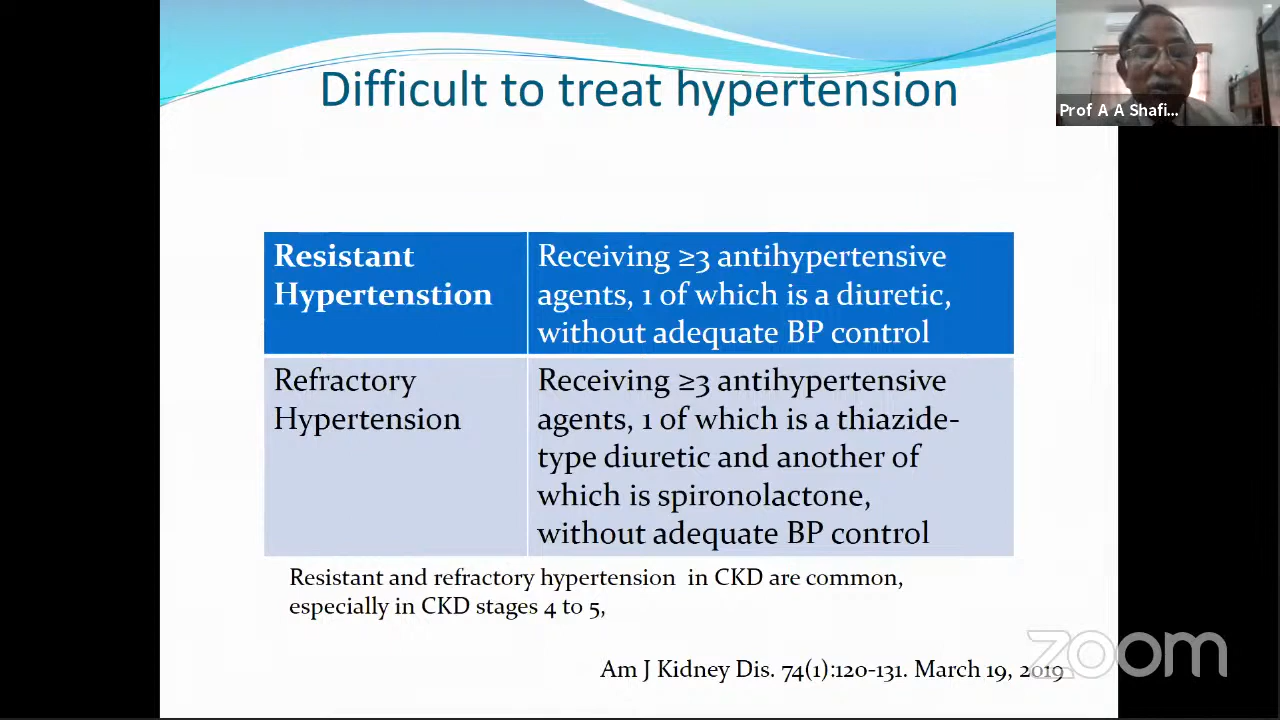 Difficult to treat hypertension
Prof A A Shafi...
Resistant
Hypertenstion
Receiving ≥3 antihypertensive
agents, 1 of which is a diuretic,
without adequate BP control
Refractory
Hypertension
Receiving ≥3 antihypertensive
agents, 1 of which is a thiazide-
type diuretic and another of
which is spironolactone,
without adequate BP control
Resistant and refractory hypertension in CKD are common,
especially in CKD stages 4 to 5,
zoom
Am J Kidney Dis. 74(1):120-131. March 19, 2019